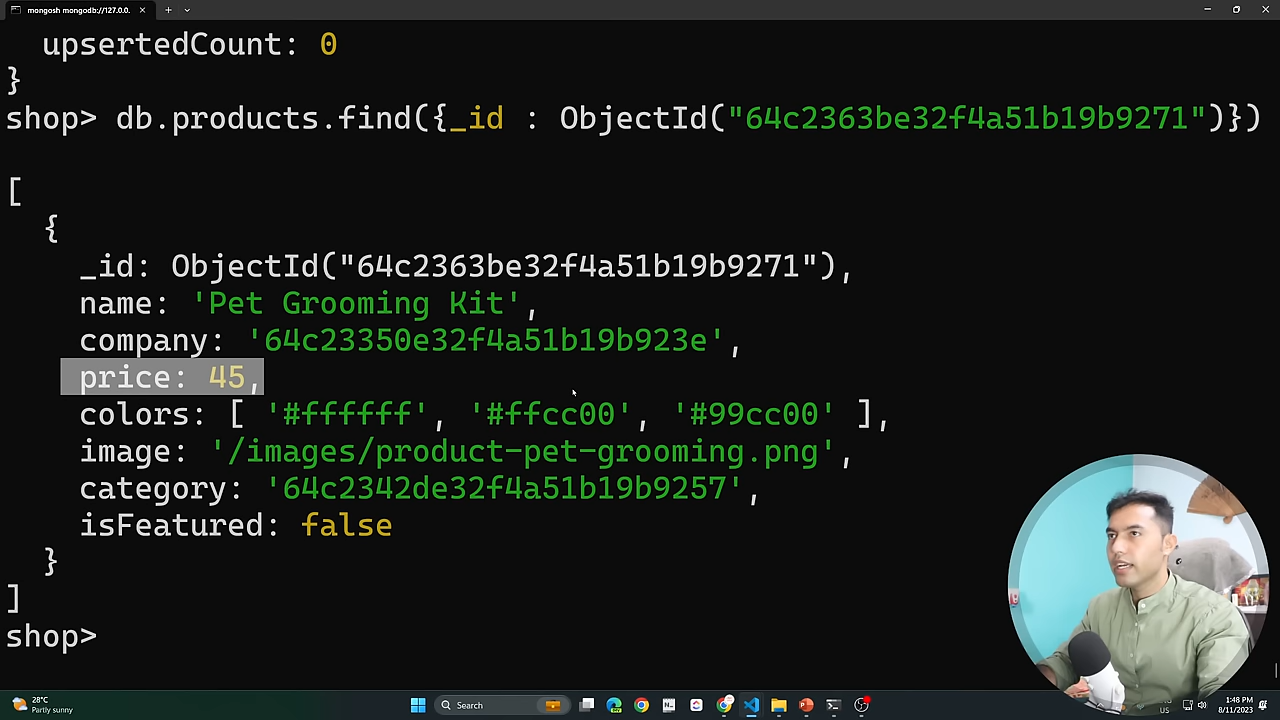 mongosh mongodb://127.0.0.
upsertedCount: 0
}
shop> db.products.find({_id : ObjectId("64c2363be32f4a51b19b9271")})
[
{
_id: ObjectId("64c2363be32f4a51b19b9271"),
name: 'Pet Grooming Kit',
company: '64c23350e32f4a51b19b923e',
price: 45,
colors: [ '#ffffff', '#ffcc00', '#99cc00' ],
image: '/images/product-pet-grooming.png',
category: '64c2342de32f4a51b19b9257',
isFeatured: false
}
]
shop>
28°C
Partly sunny
Search
US
1:48 PM
8/11/2023